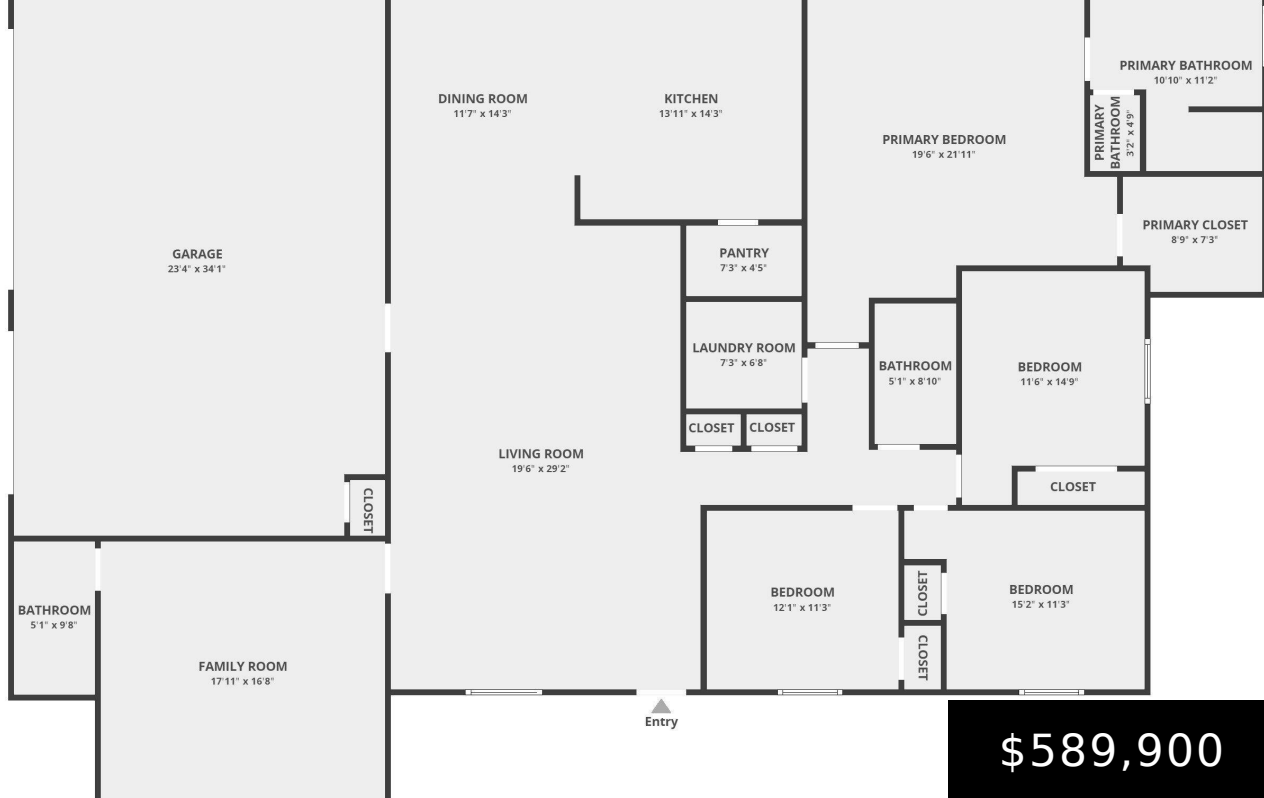 PRIMARY BATHROOM
10'10" x 11'2"
DINING ROOM
11'7" x 14'3"
KITCHEN
13'11" x 14'3"
PRIMARY
BATHROOM
3'2" x 4'9"
PRIMARY BEDROOM
19'6" x 21'11"
PRIMARY CLOSET
8'9" x 7'3"
GARAGE
23'4" x 34'1"
PANTRY
7'3" x 4'5"
LAUNDRY ROOM
7'3" x 6'8"
BATHROOM
5'1" x 8'10"
BEDROOM
11'6" x 14'9"
CLOSET
CLOSET
LIVING ROOM
19'6" x 29'2"
CLOSET
CLOSET
BATHROOM
5'1" x 9'8"
BEDROOM
12'1" x 11'3"
CLOSET
BEDROOM
15'2" x 11'3"
CLOSET
FAMILY ROOM
17'11" x 16'8"
Entry
$589,900